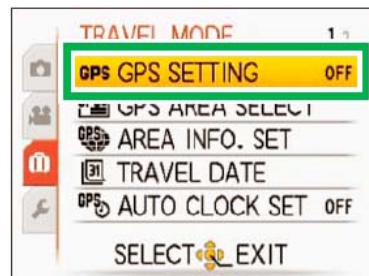 TRAVEL MODE 1
GPS GPS SETTING OFF
GPS AREA SELECT
GPS AREA INFO. SET
31 TRAVEL DATE
GPS AUTO CLOCK SET OFF
SELECT EXIT